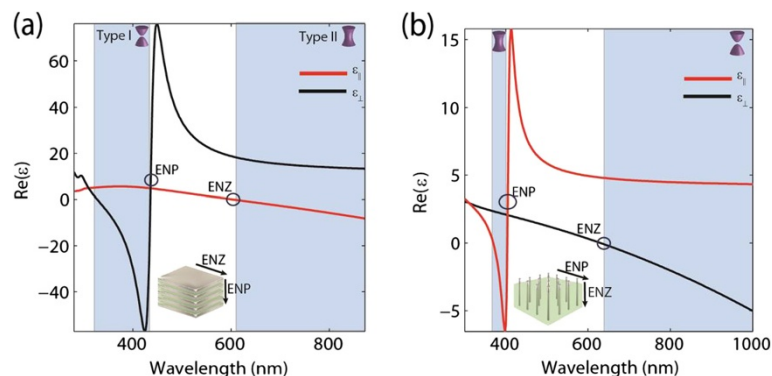 (a)
Type I
Type II
ε∥
ε⊥
60
40
20
0
−20
−40
Re(ε)
ENP
ENZ
ENZ
ENP
400
600
800
Wavelength (nm)
(b)
ε∥
ε⊥
15
10
5
0
−5
Re(ε)
ENP
ENZ
ENP
ENZ
400
600
800
1000
Wavelength (nm)